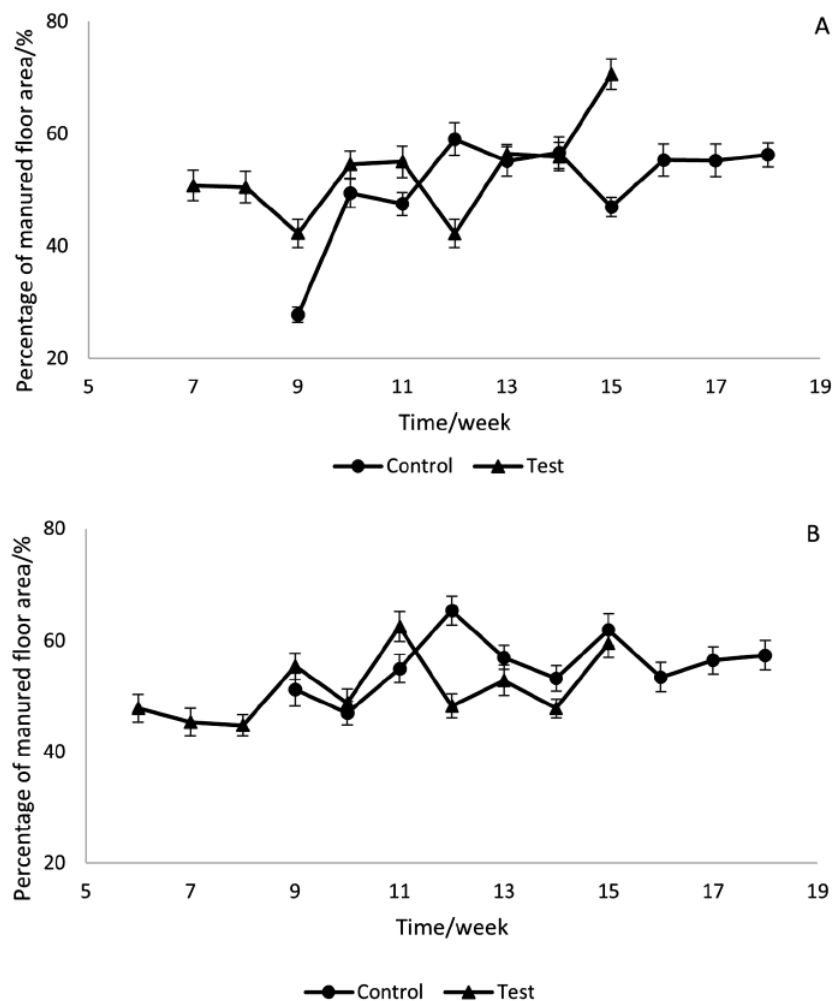 A
Percentage of manured floor area/%
80
60
40
20
5 7 9 11 13 15 17 19
Time/week
Control Test
B
Percentage of manured floor area/%
80
60
40
20
5 7 9 11 13 15 17 19
Time/week
Control Test